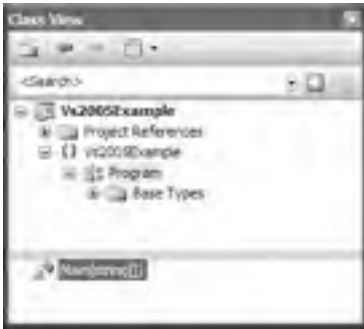 Class View
<Search>
Vs2005Example
Project References
{} Vs2005Example
Program
Base Types
Main(string[])